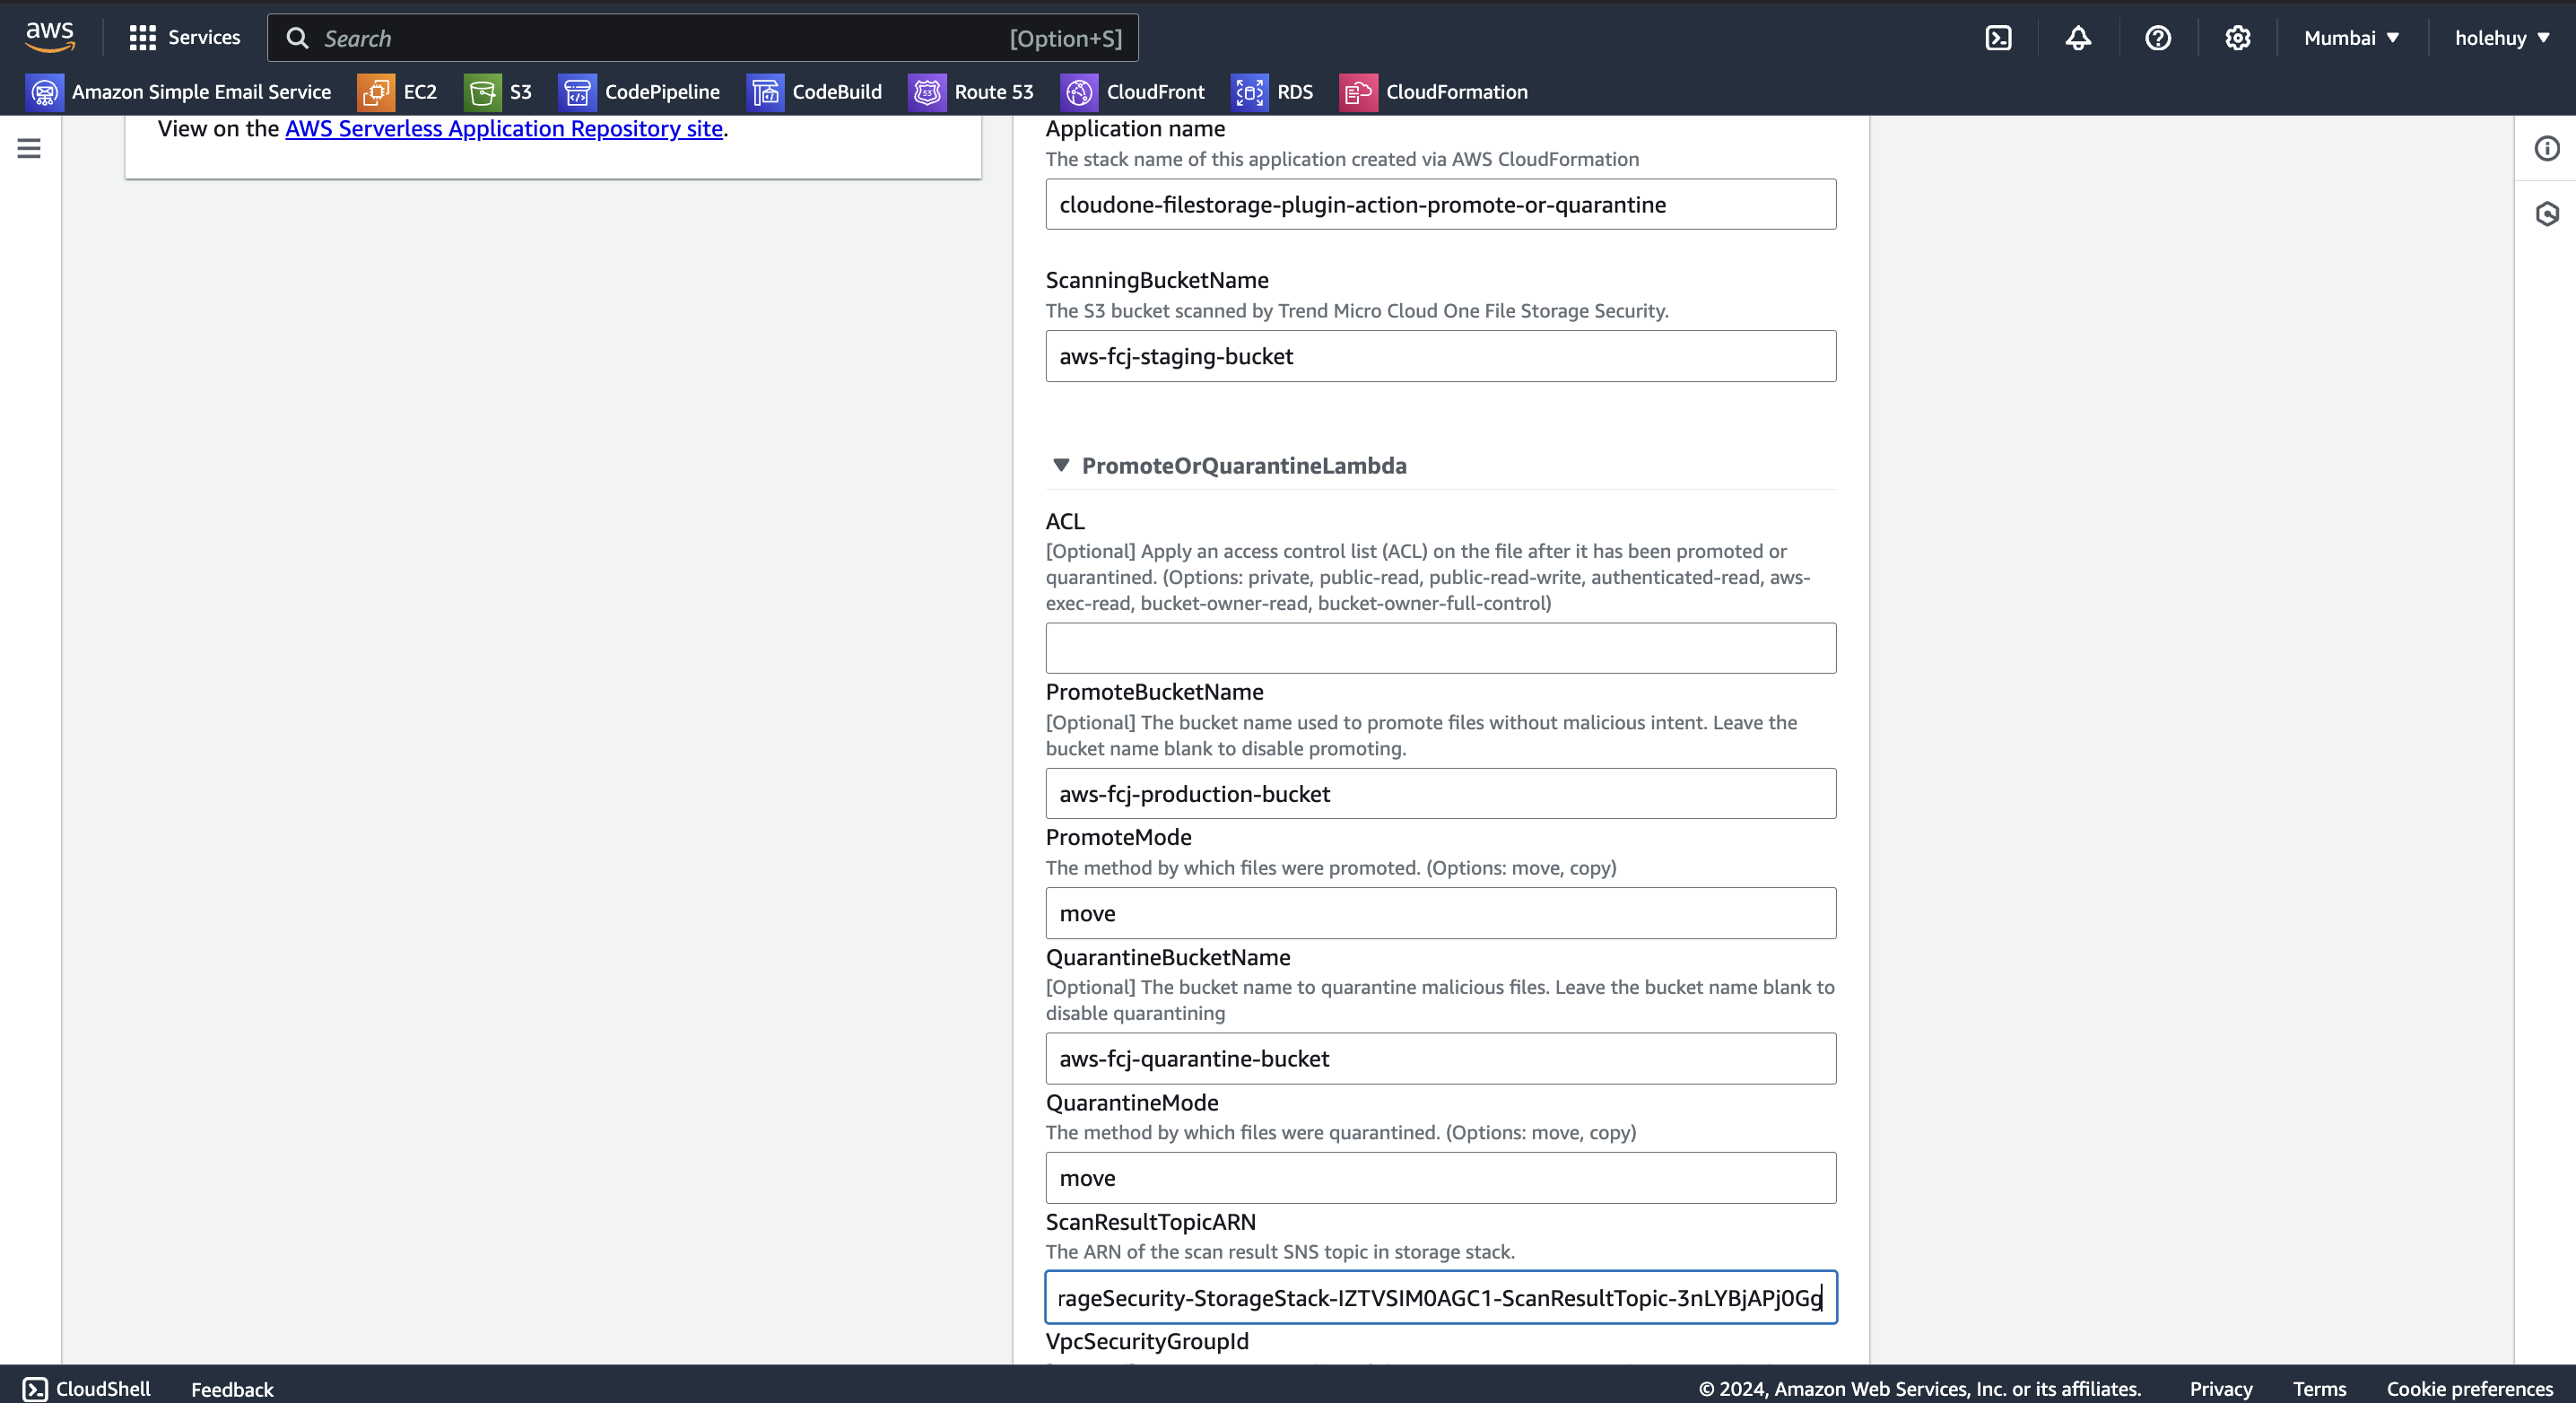 aws
Services
Search
[Option+S]
Mumbai
holehuy
Amazon Simple Email Service
EC2
S3
CodePipeline
CodeBuild
Route 53
CloudFront
RDS
CloudFormation
View on the AWS Serverless Application Repository site.
Application name
The stack name of this application created via AWS CloudFormation
cloudone-filestorage-plugin-action-promote-or-quarantine
ScanningBucketName
The S3 bucket scanned by Trend Micro Cloud One File Storage Security.
aws-fcj-staging-bucket
PromoteOrQuarantineLambda
ACL
[Optional] Apply an access control list (ACL) on the file after it has been promoted or
quarantined. (Options: private, public-read, public-read-write, authenticated-read, aws-
exec-read, bucket-owner-read, bucket-owner-full-control)
PromoteBucketName
[Optional] The bucket name used to promote files without malicious intent. Leave the
bucket name blank to disable promoting.
aws-fcj-production-bucket
PromoteMode
The method by which files were promoted. (Options: move, copy)
move
QuarantineBucketName
[Optional] The bucket name to quarantine malicious files. Leave the bucket name blank to
disable quarantining
aws-fcj-quarantine-bucket
QuarantineMode
The method by which files were quarantined. (Options: move, copy)
move
ScanResultTopicARN
The ARN of the scan result SNS topic in storage stack.
rageSecurity-StorageStack-IZTVSIM0AGC1-ScanResultTopic-3nLYBjAPj0Gg
VpcSecurityGroupId
CloudShell
Feedback
© 2024, Amazon Web Services, Inc. or its affiliates.
Privacy
Terms
Cookie preferences